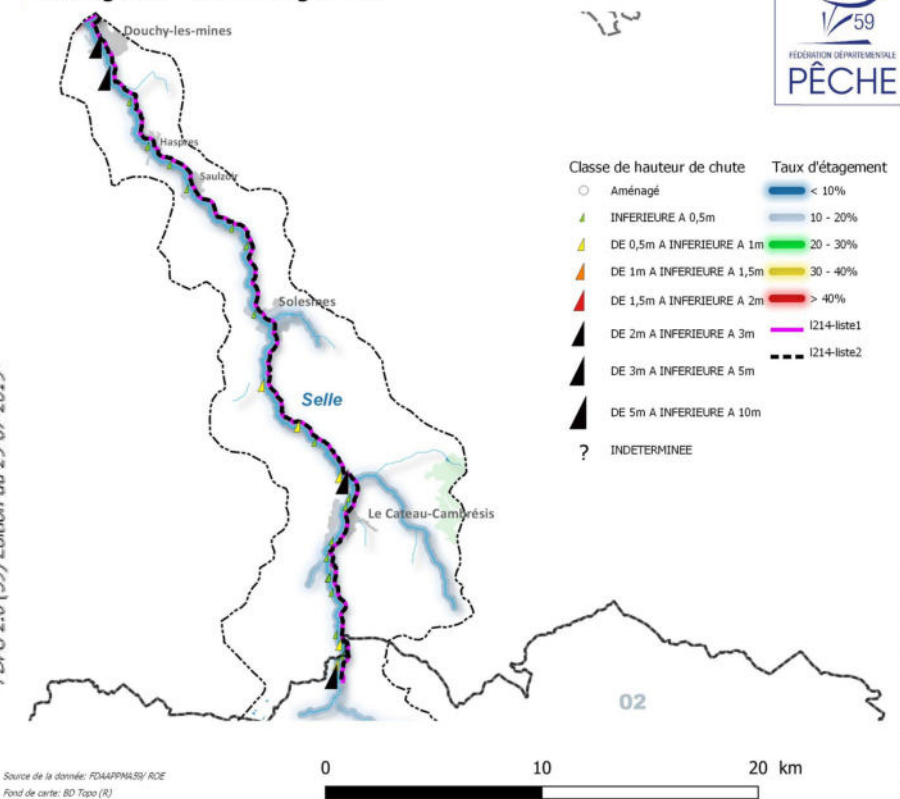 59
FÉDÉRATION DÉPARTEMENTALE
PÊCHE
Douchy-les-mines
Haspres
Saulzoir
Solesmes
Selle
Le Cateau-Cambrésis
02
Classe de hauteur de chute
Aménagé
INFERIEURE A 0,5m
DE 0,5m A INFERIEURE A 1m
DE 1m A INFERIEURE A 1,5m
DE 1,5m A INFERIEURE A 2m
DE 2m A INFERIEURE A 3m
DE 3m A INFERIEURE A 5m
DE 5m A INFERIEURE A 10m
? INDETERMINEE
Taux d'étagement
< 10%
10 - 20%
20 - 30%
30 - 40%
> 40%
l214-liste1
l214-liste2
Source de la donnée: FDAAPPMA59/ ROE
Fond de carte: BD Topo (R)
0 10 20 km